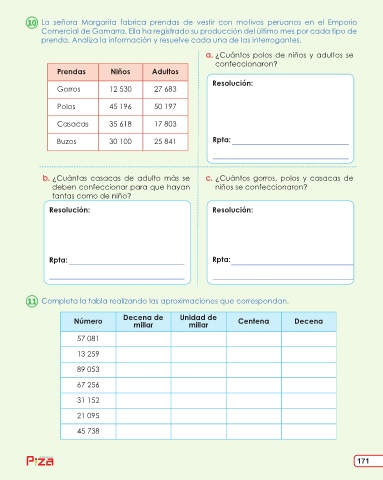 10 La señora Margarita fabrica prendas de vestir con motivos peruanos en el Emporio
Comercial de Gamarra. Ella ha registrado su producción del último mes por cada tipo de
prenda. Analiza la información y resuelve cada una de las interrogantes.
Prendas Niños Adultos
Gorros 12 530 27 683
Polos 45 196 50 197
Casacas 35 618 17 803
Buzos 30 100 25 841
a. ¿Cuántos polos de niños y adultos se
confeccionaron?
Resolución:
Rpta:
b. ¿Cuántas casacas de adulto más se
deben confeccionar para que hayan
tantas como de niño?
Resolución:
Rpta:
c. ¿Cuántos gorros, polos y casacas de
niños se confeccionaron?
Resolución:
Rpta:
11 Completa la tabla realizando las aproximaciones que correspondan.
Número Decena de millar Unidad de millar Centena Decena
57 081
13 259
89 053
67 256
31 152
21 095
45 738
Piza
171